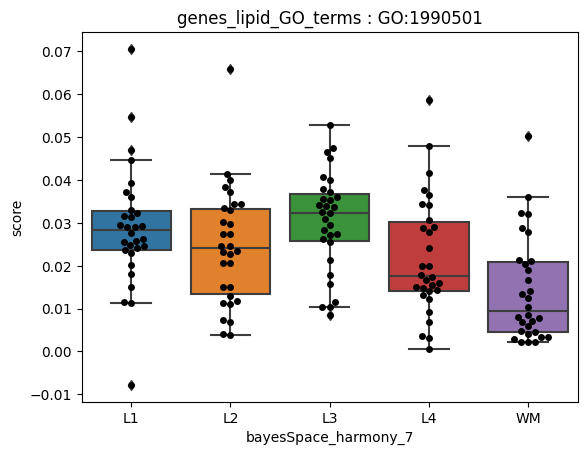 genes_lipid_GO_terms : GO:1990501
0.07
0.06
0.05
0.04
0.03
0.02
0.01
0.00
−0.01
score
L1 L2 L3 L4 WM
bayesSpace_harmony_7